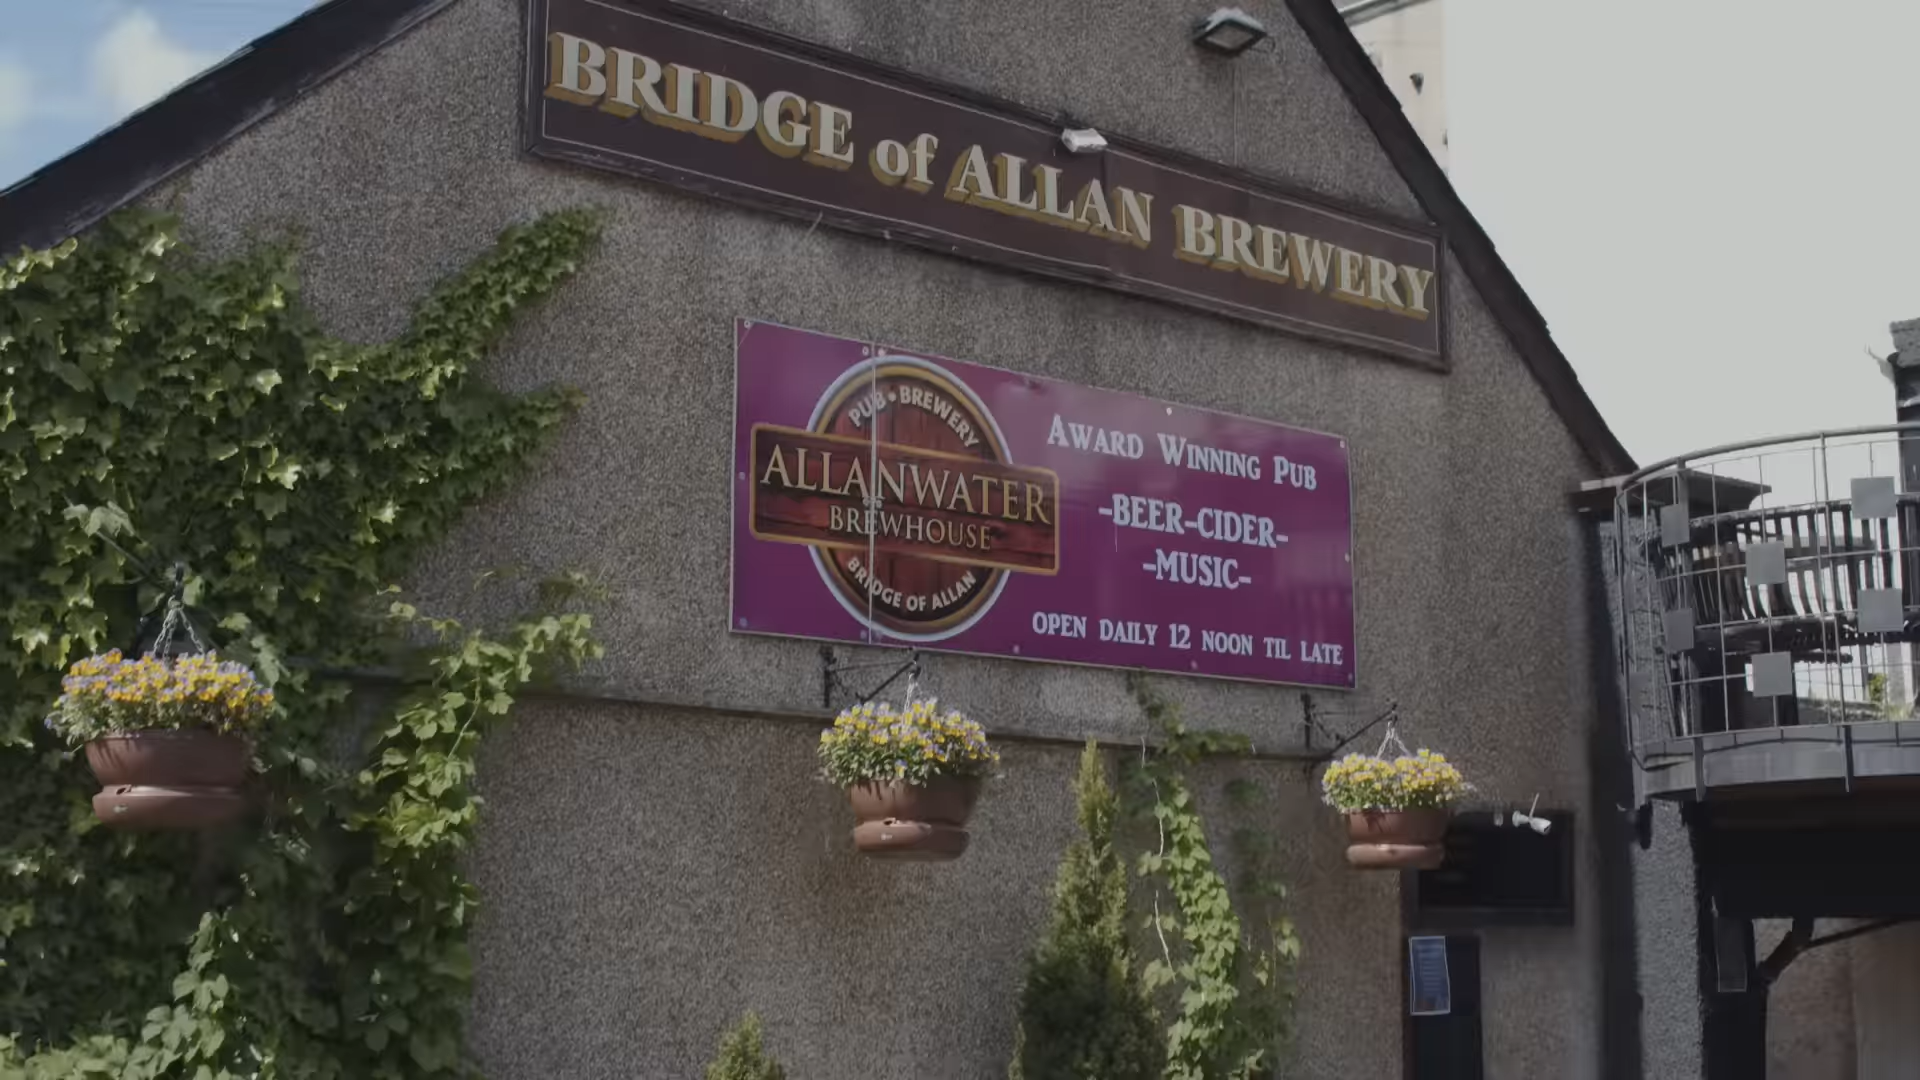 BRIDGE of ALLAN BREWERY
PUB • BREWERY
ALLANWATER
BREWHOUSE
BRIDGE OF ALLAN
AWARD WINNING PUB
-BEER-CIDER-
-MUSIC-
OPEN DAILY 12 NOON TIL LATE